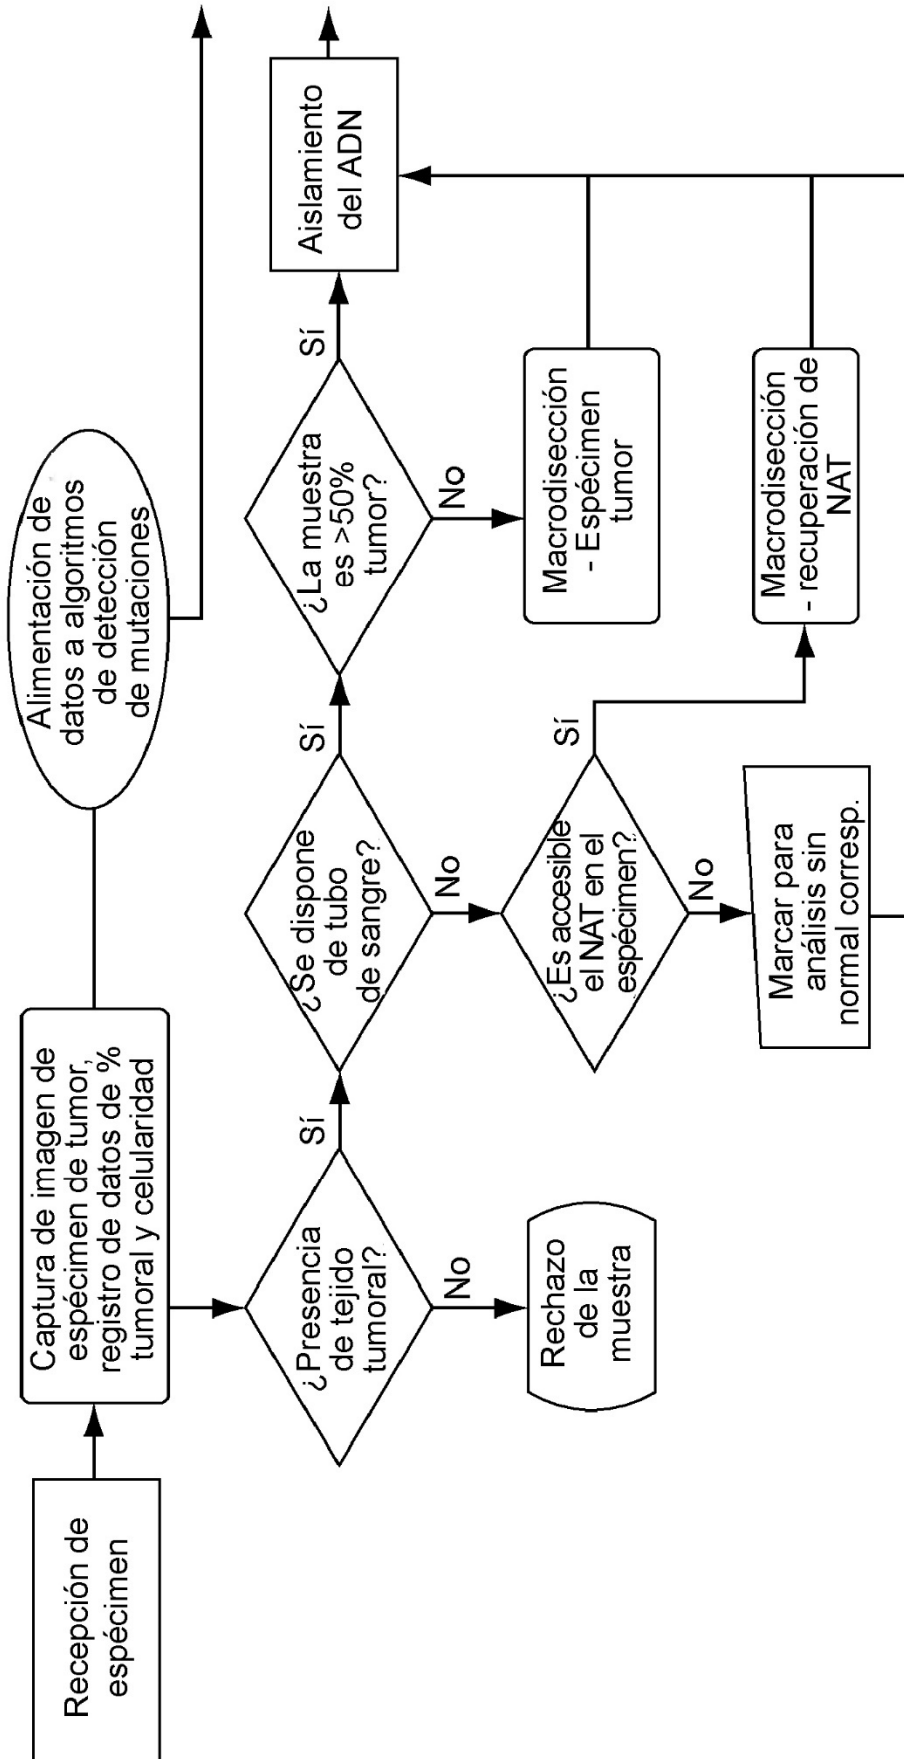 Recepción de
espécimen
Captura de imagen de
espécimen de tumor,
registro de datos de %
tumoral y celularidad
Alimentación de
datos a algoritmos
de detección
de mutaciones
¿Presencia
de tejido
tumoral?
Sí
No
Rechazo
de la
muestra
¿Se dispone
de tubo
de sangre?
Sí
No
¿La muestra
es >50%
tumor?
Sí
No
Aislamiento
del ADN
Macrodisección
- Espécimen
tumor
¿Es accesible
el NAT en el
espécimen?
Sí
No
Macrodisección
- recuperación de
NAT
Marcar para
análisis sin
normal corresp.